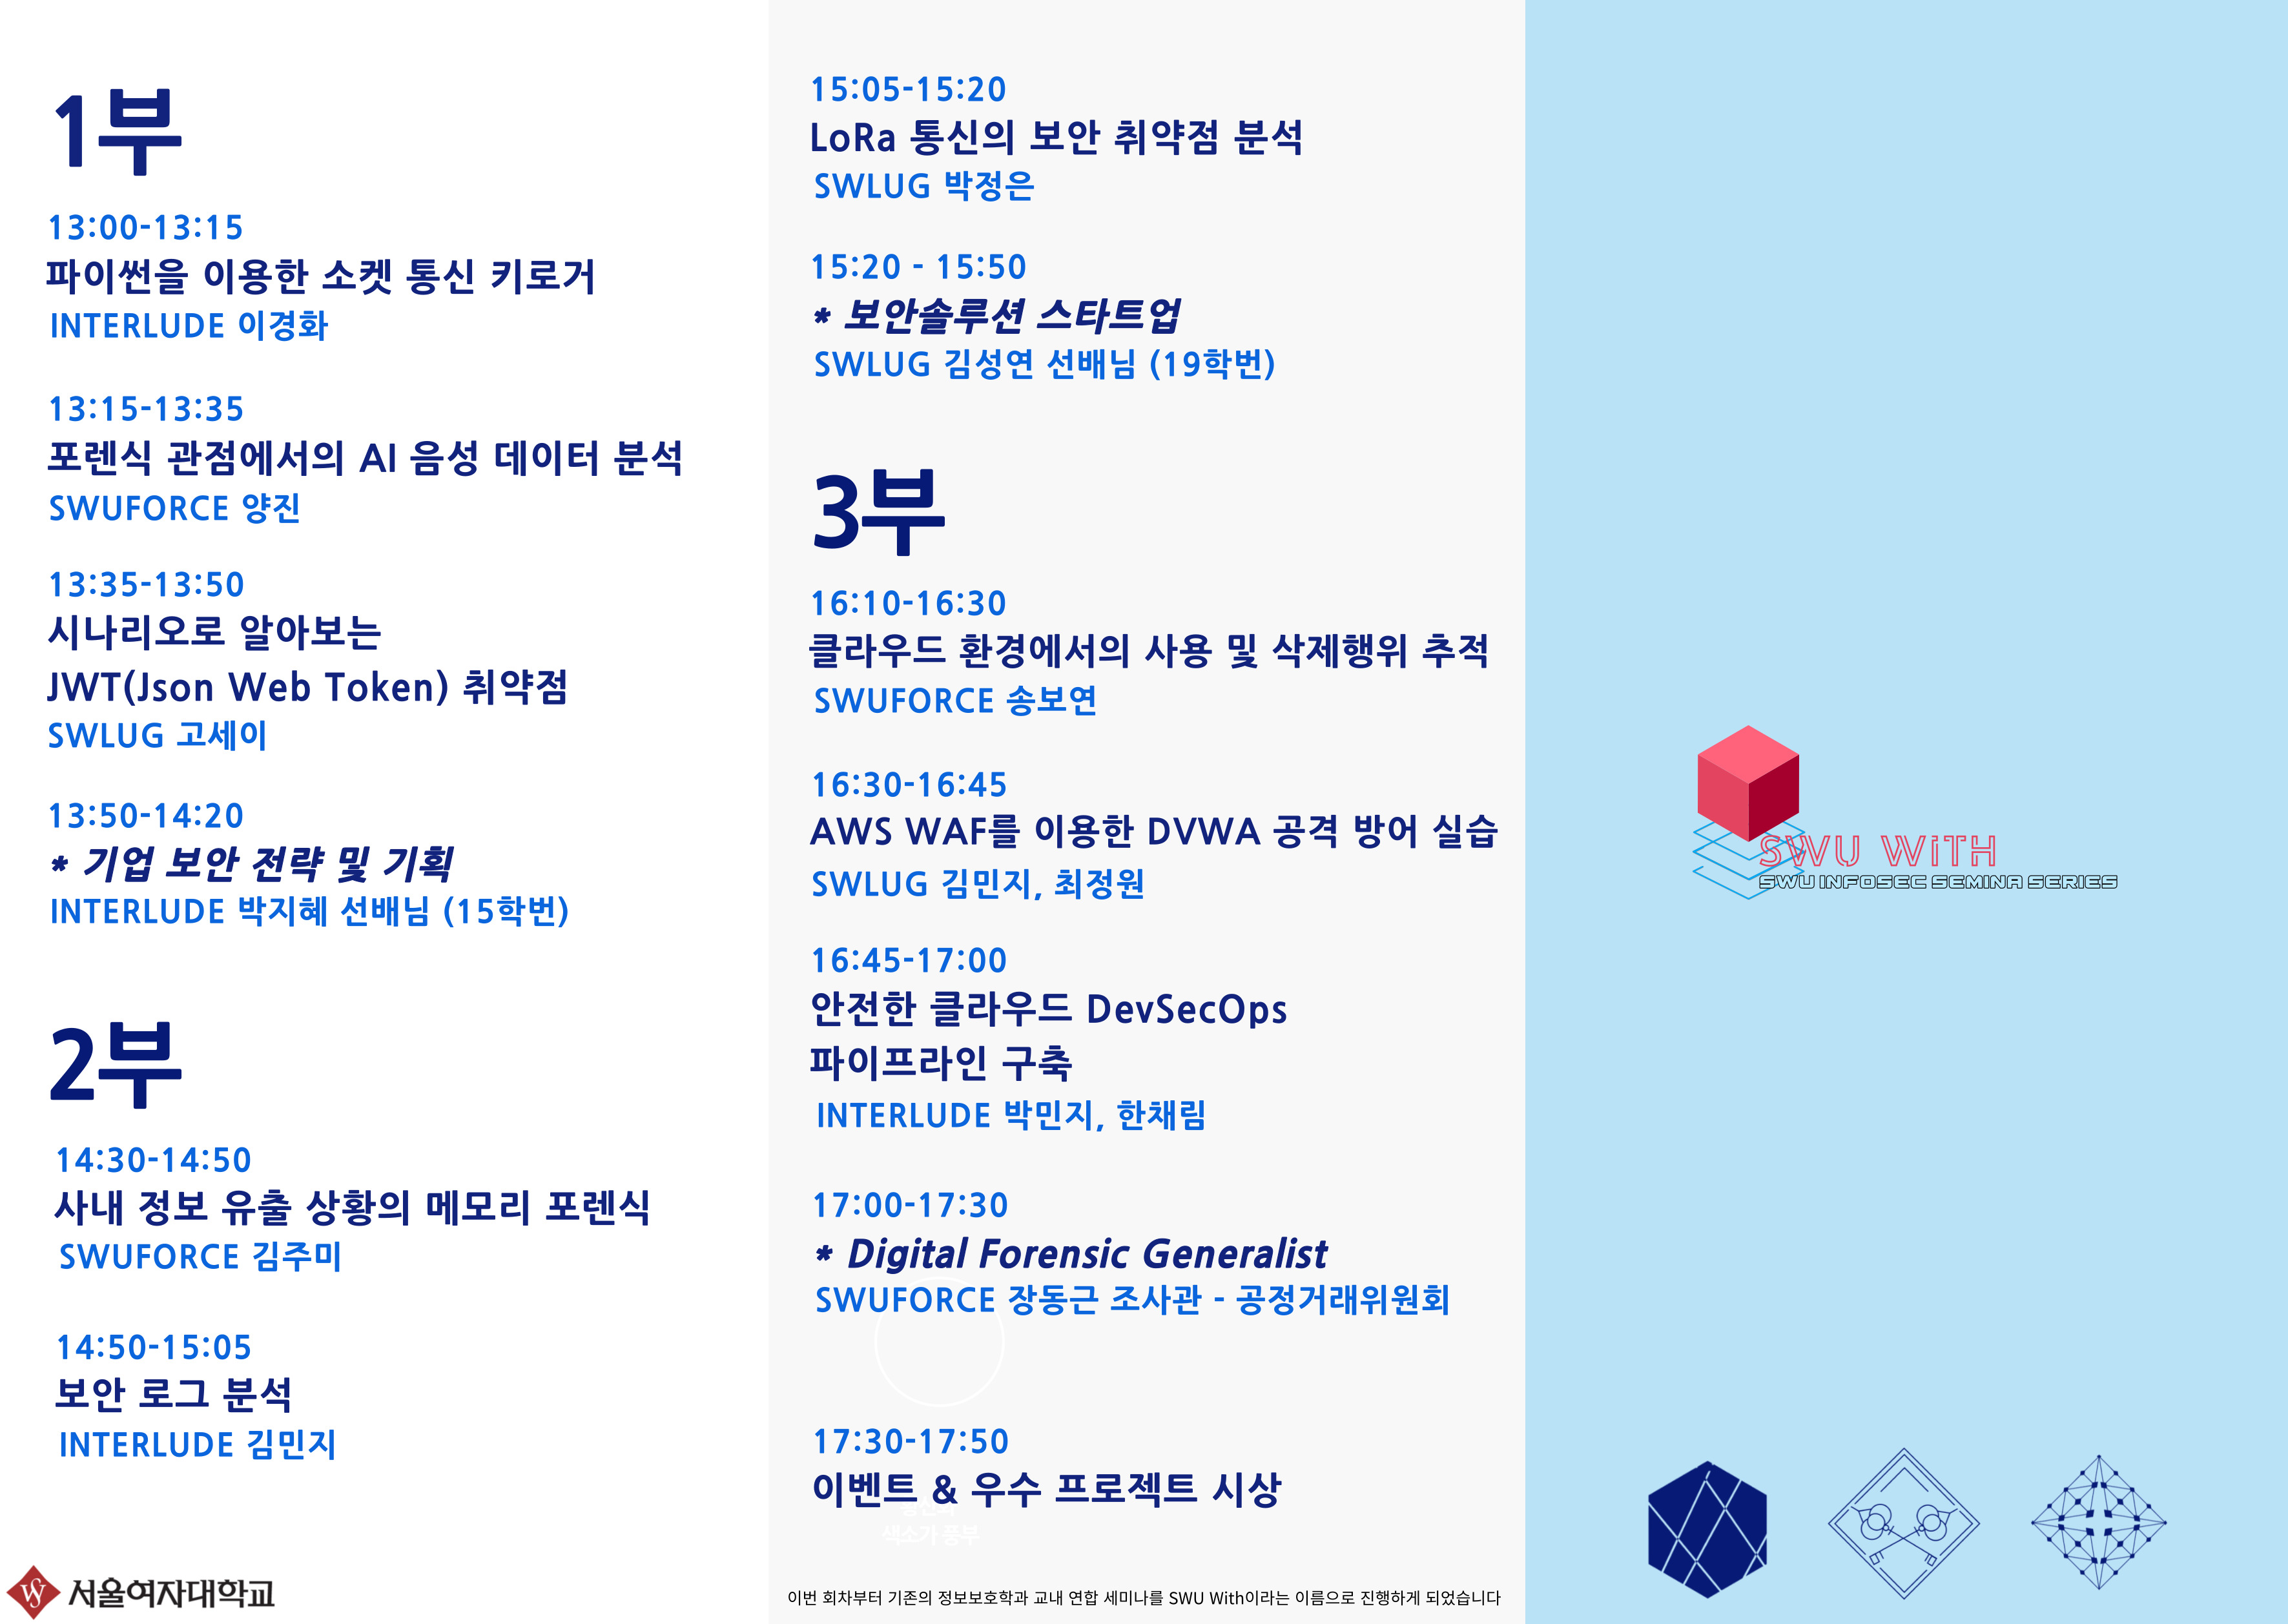 1부
13:00-13:15
파이썬을 이용한 소켓 통신 키로거
INTERLUDE 이경화
13:15-13:35
포렌식 관점에서의 AI 음성 데이터 분석
SWUFORCE 양진
13:35-13:50
시나리오로 알아보는
JWT(Json Web Token) 취약점
SWLUG 고세이
13:50-14:20
* 기업 보안 전략 및 기획
INTERLUDE 박지혜 선배님 (15학번)
2부
14:30-14:50
사내 정보 유출 상황의 메모리 포렌식
SWUFORCE 김주미
14:50-15:05
보안 로그 분석
INTERLUDE 김민지
서울여자대학교
15:05-15:20
LoRa 통신의 보안 취약점 분석
SWLUG 박정은
15:20 - 15:50
* 보안솔루션 스타트업
SWLUG 김성연 선배님 (19학번)
3부
16:10-16:30
클라우드 환경에서의 사용 및 삭제행위 추적
SWUFORCE 송보연
16:30-16:45
AWS WAF를 이용한 DVWA 공격 방어 실습
SWLUG 김민지, 최정원
16:45-17:00
안전한 클라우드 DevSecOps
파이프라인 구축
INTERLUDE 박민지, 한채림
17:00-17:30
* Digital Forensic Generalist
SWUFORCE 장동근 조사관 - 공정거래위원회
17:30-17:50
이벤트 & 우수 프로젝트 시상
색소가 풍부
이번 회차부터 기존의 정보보호학과 교내 연합 세미나를 SWU With이라는 이름으로 진행하게 되었습니다
SWU WiTH
SWU INFOSEC SEMINA SERIES